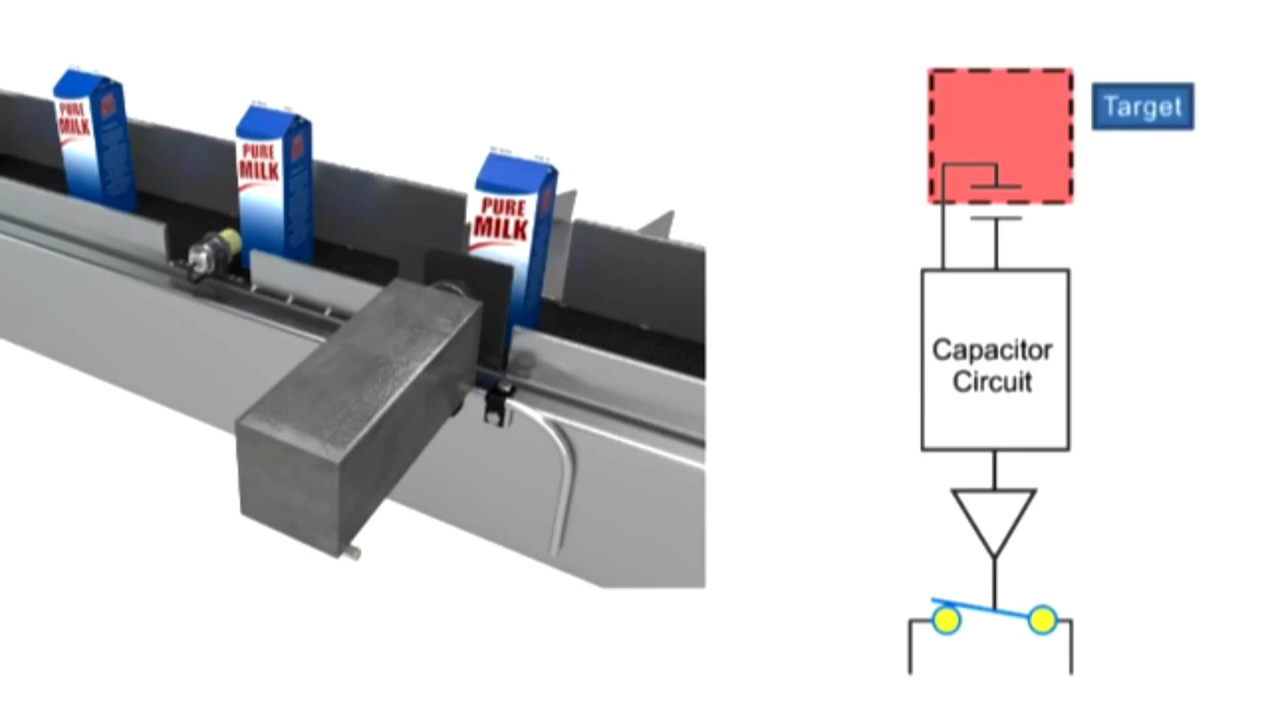 PURE
MILK
PURE
MILK
PURE
MILK
Target
Capacitor
Circuit